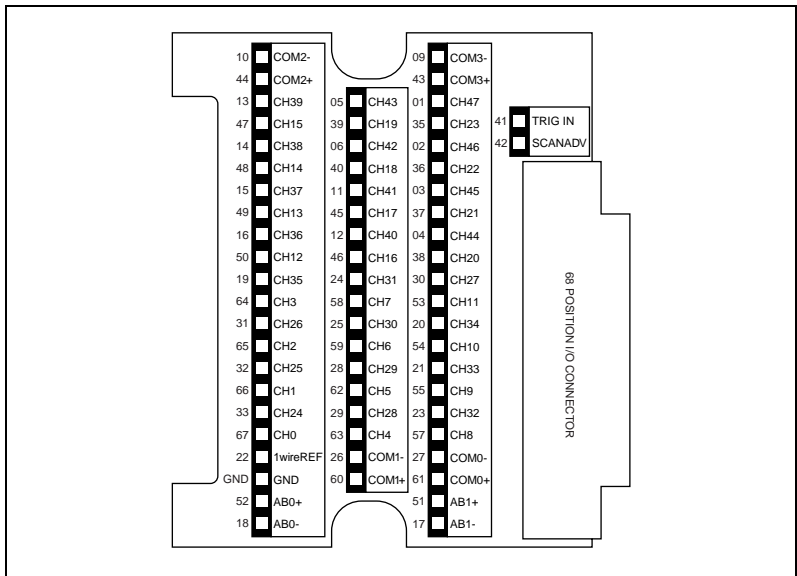 10 COM2-
44 COM2+
13 CH39
47 CH15
14 CH38
48 CH14
15 CH37
49 CH13
16 CH36
50 CH12
19 CH35
64 CH3
31 CH26
65 CH2
32 CH25
66 CH1
33 CH24
67 CH0
22 1wireREF
GND GND
52 AB0+
18 AB0-
05 CH43
39 CH19
06 CH42
40 CH18
11 CH41
45 CH17
12 CH40
46 CH16
24 CH31
58 CH7
25 CH30
59 CH6
28 CH29
62 CH5
29 CH28
63 CH4
26 COM1-
60 COM1+
09 COM3-
43 COM3+
01 CH47
35 CH23
02 CH46
36 CH22
03 CH45
37 CH21
04 CH44
38 CH20
30 CH27
53 CH11
20 CH34
54 CH10
21 CH33
55 CH9
23 CH32
57 CH8
27 COM0-
61 COM0+
51 AB1+
17 AB1-
41 TRIG IN
42 SCANADV
68 POSITION I/O CONNECTOR